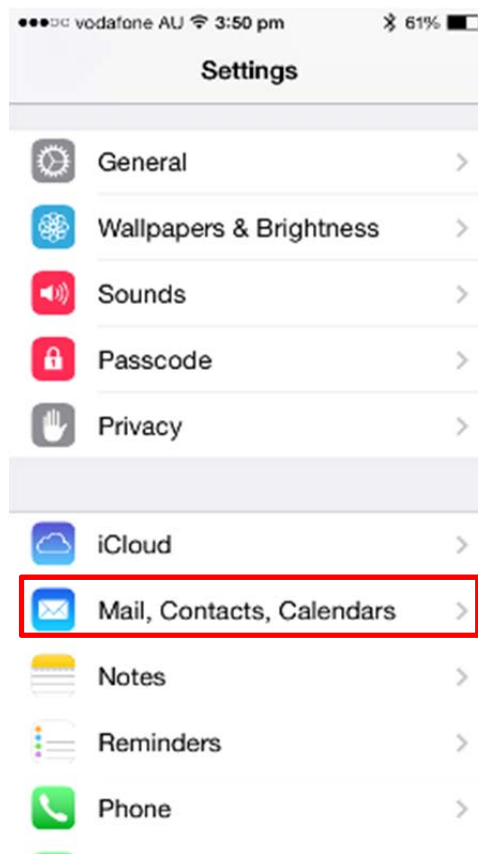 vodafone AU 3:50 pm 61%
Settings
General
Wallpapers & Brightness
Sounds
Passcode
Privacy
iCloud
Mail, Contacts, Calendars
Notes
Reminders
Phone